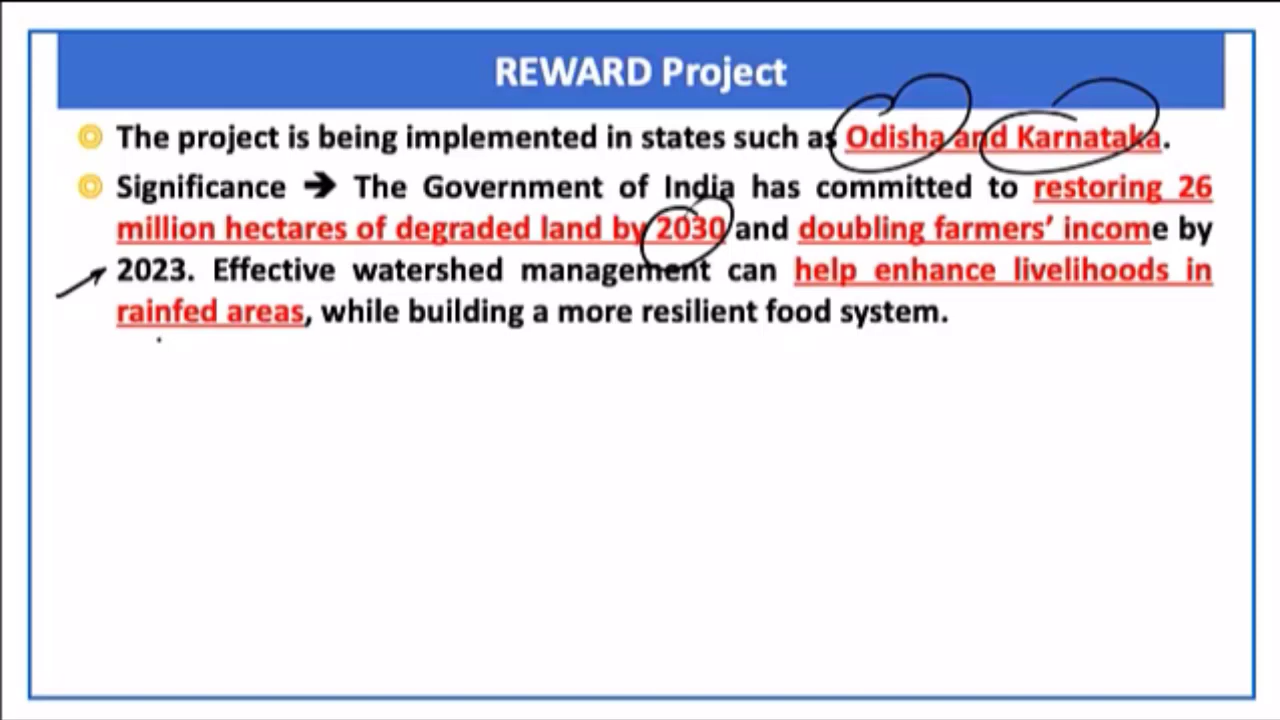 REWARD Project
The project is being implemented in states such as Odisha and Karnataka.
Significance ➔ The Government of India has committed to restoring 26
million hectares of degraded land by 2030 and doubling farmers’ income by
2023. Effective watershed management can help enhance livelihoods in
rainfed areas, while building a more resilient food system.